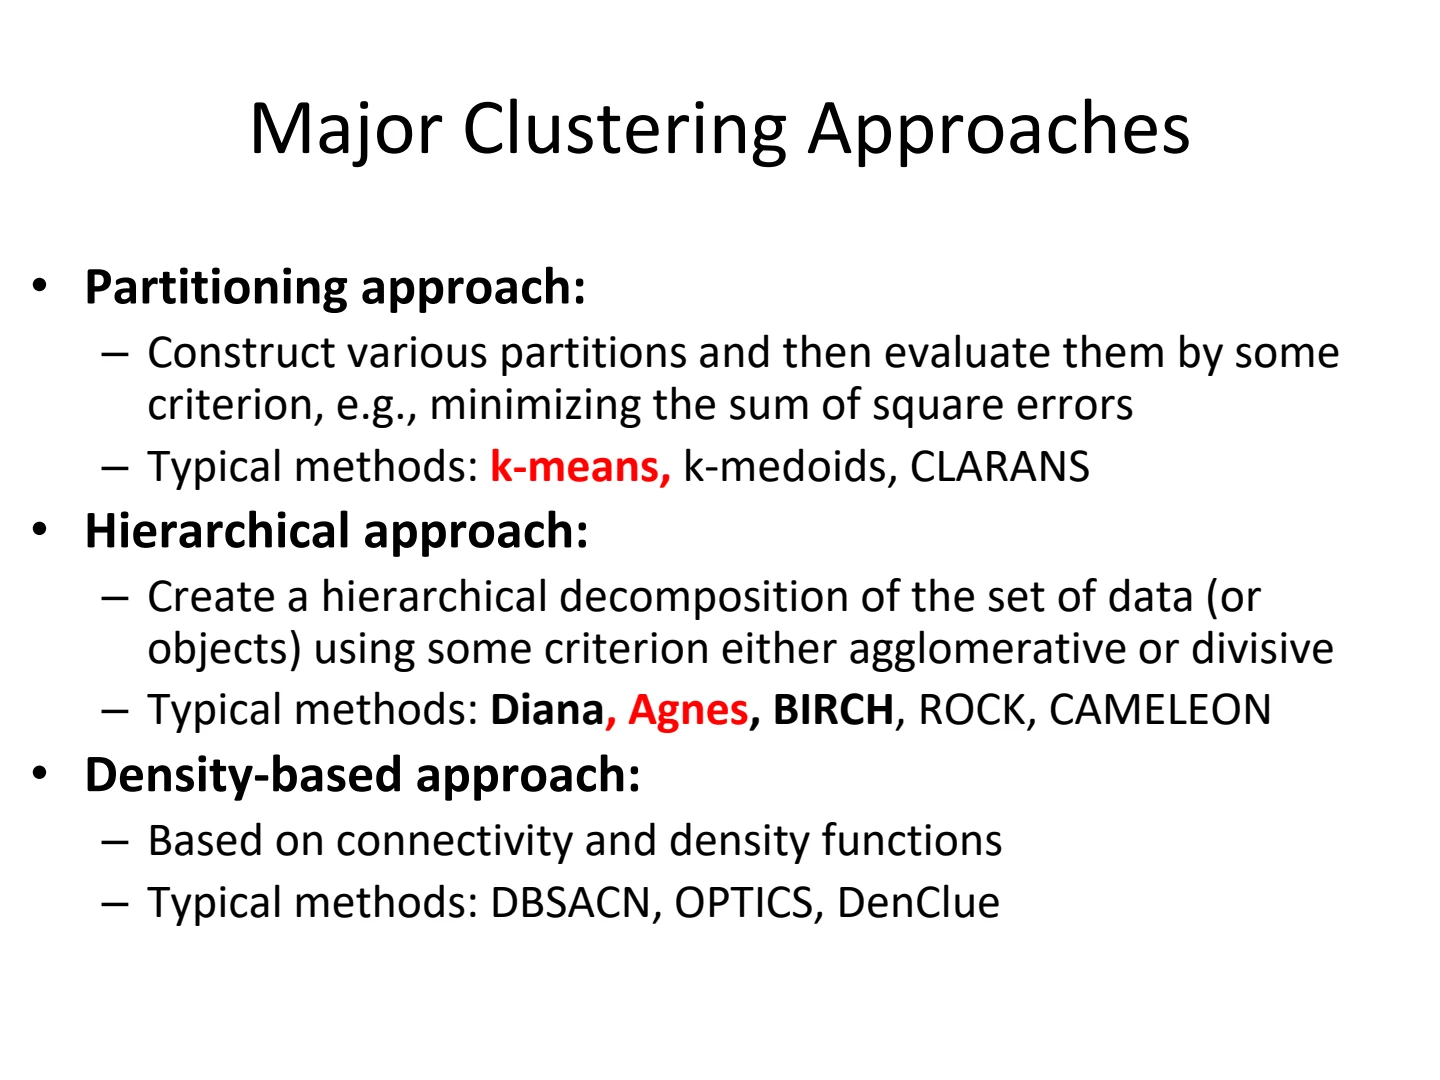 Major Clustering Approaches
• Partitioning approach:
– Construct various partitions and then evaluate them by some
criterion, e.g., minimizing the sum of square errors
– Typical methods: k-means, k-medoids, CLARANS
• Hierarchical approach:
– Create a hierarchical decomposition of the set of data (or
objects) using some criterion either agglomerative or divisive
– Typical methods: Diana, Agnes, BIRCH, ROCK, CAMELEON
• Density-based approach:
– Based on connectivity and density functions
– Typical methods: DBSACN, OPTICS, DenClue